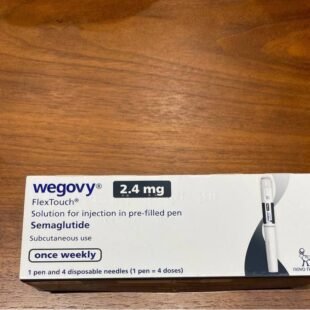 wegovy® 2.4 mg
FlexTouch®
Solution for injection in pre-filled pen
Semaglutide
Subcutaneous use
once weekly
1 pen and 4 disposable needles (1 pen = 4 doses)